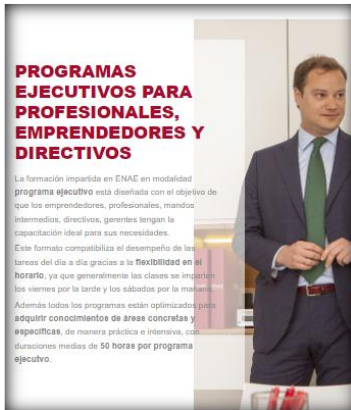 PROGRAMAS
EJECUTIVOS PARA
PROFESIONALES,
EMPRENDEDORES Y
DIRECTIVOS
La formación impartida en ENAE en modalidad
programa ejecutivo está diseñada con el objetivo de
que los emprendedores, profesionales, mandos
intermedios, directivos, gerentes tengan la
capacitación ideal para sus necesidades.
Este formato compatibiliza el desempeño de las
tareas del día a día gracias a la flexibilidad en el
horario, ya que generalmente las clases se imparten
los viernes por la tarde y los sábados por la mañana.
Además todos los programas están optimizados para
adquirir conocimientos de áreas concretas y
específicas, de manera práctica e intensiva, con
duraciones medias de 50 horas por programa
ejecutvo.